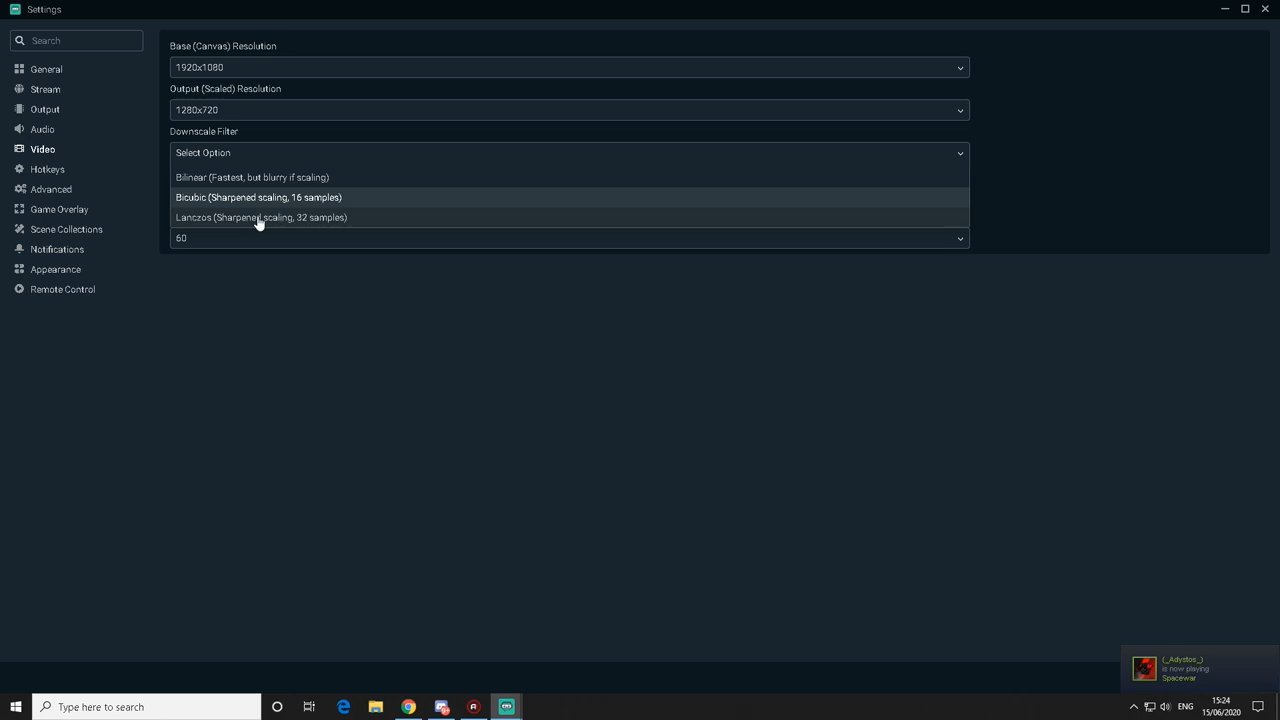 Settings
Search
General
Stream
Output
Audio
Video
Hotkeys
Advanced
Game Overlay
Scene Collections
Notifications
Appearance
Remote Control
Base (Canvas) Resolution
1920x1080
Output (Scaled) Resolution
1280x720
Downscale Filter
Select Option
Bilinear (Fastest, but blurry if scaling)
Bicubic (Sharpened scaling, 16 samples)
Lanczos (Sharpened scaling, 32 samples)
60
(_Adystos_)
is now playing
Spacewar
Type here to search
ENG
15:24
15/06/2020